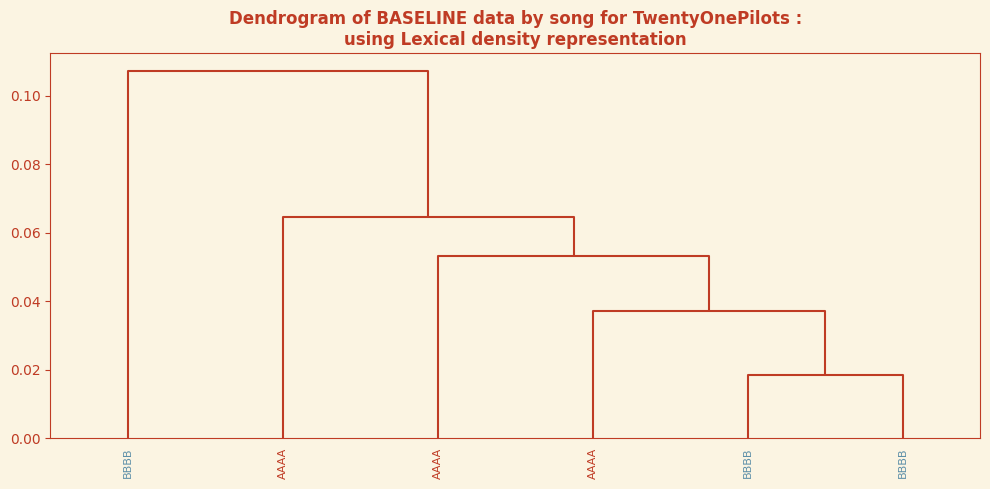 Dendrogram of BASELINE data by song for TwentyOnePilots :
using Lexical density representation
0.10
0.08
0.06
0.04
0.02
0.00
BBBB
AAAA
AAAA
AAAA
BBBB
BBBB